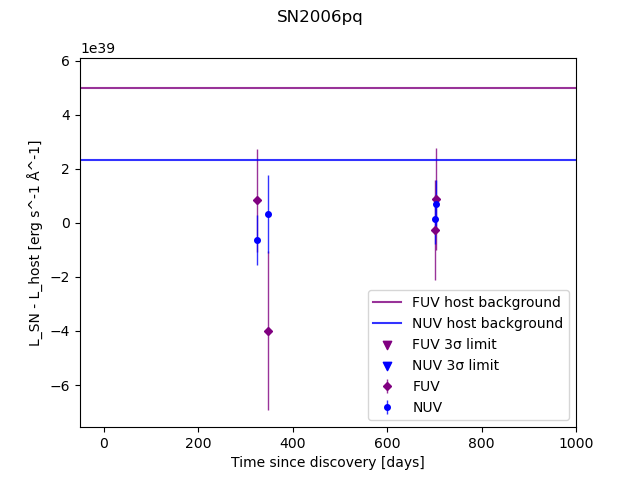 SN2006pq
1e39
6
4
2
0
−2
−4
−6
L_SN - L_host [erg s^-1 Å^-1]
FUV host background
NUV host background
FUV 3σ limit
NUV 3σ limit
FUV
NUV
0 200 400 600 800 1000
Time since discovery [days]